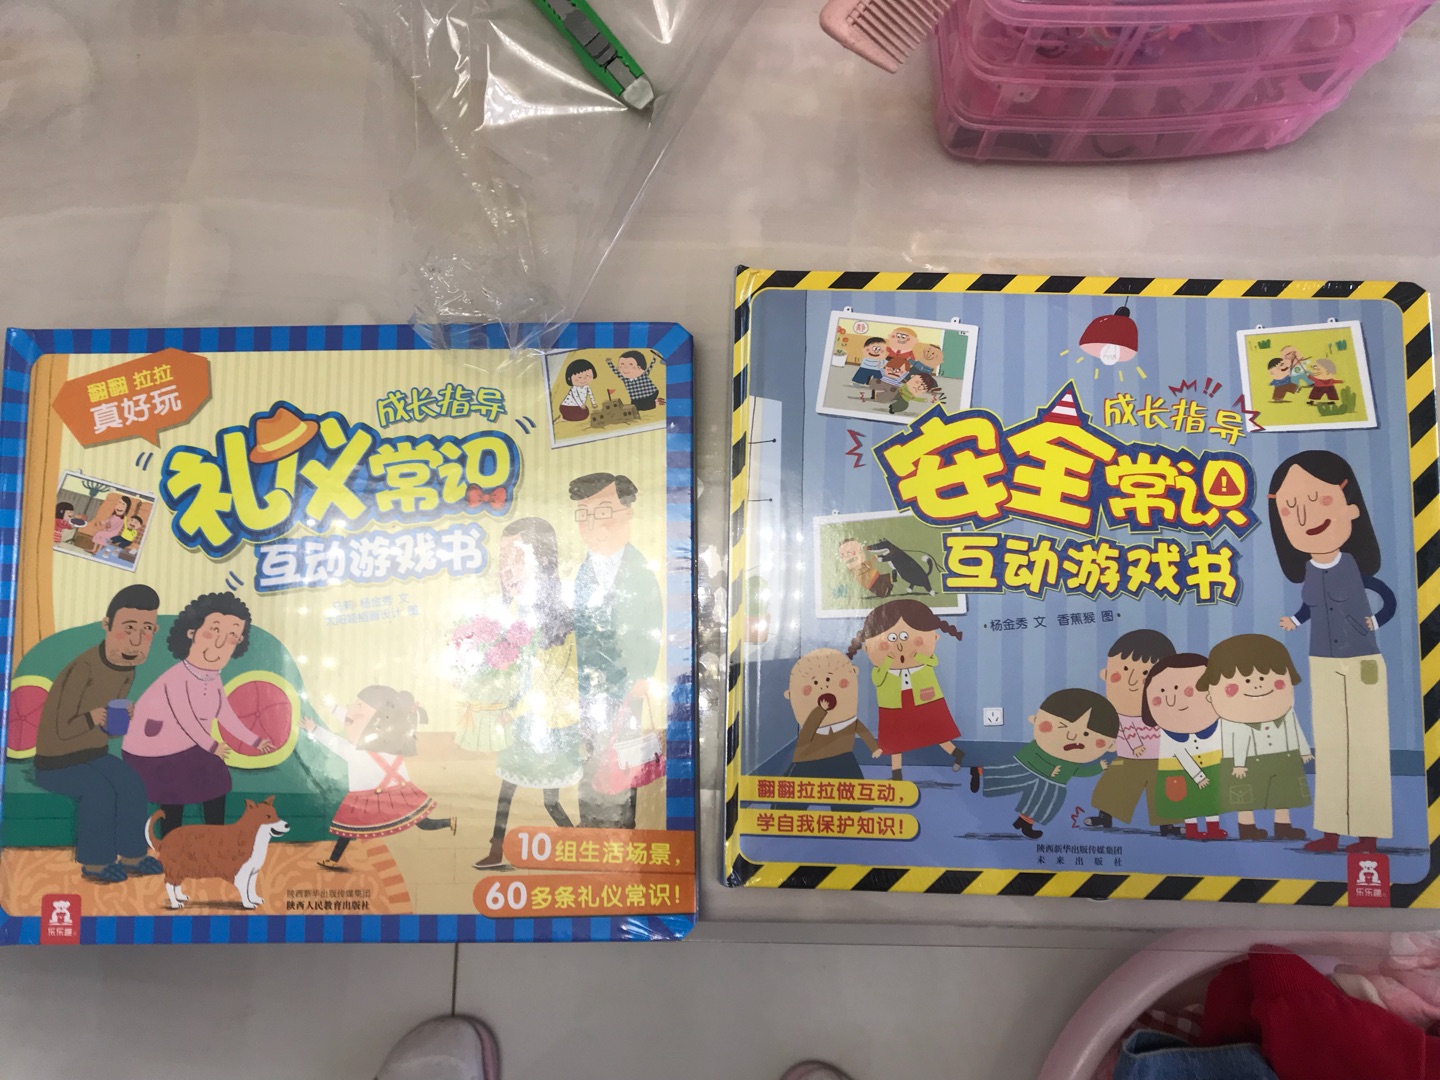 翻翻 拉拉
真好玩
成长指导
礼仪常识
互动游戏书
杨金秀 文
10组生活场景，
60多条礼仪常识！
陕西新华出版传媒集团
陕西人民教育出版社
乐乐趣
静
成长指导
安全常识
互动游戏书
杨金秀 文 香蕉猴 图
翻翻拉拉做互动，
学自我保护知识！
陕西新华出版传媒集团
未来出版社
乐乐趣